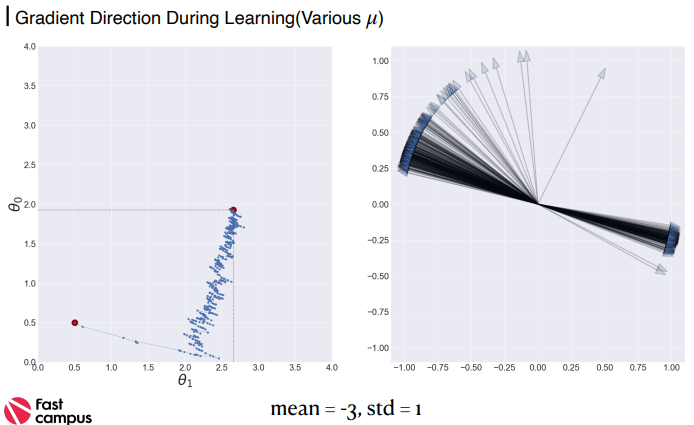 Gradient Direction During Learning(Various μ)
4.0
3.5
3.0
2.5
2.0
1.5
1.0
0.5
0.0
θ0
0.0 0.5 1.0 1.5 2.0 2.5 3.0 3.5 4.0
θ1
1.00
0.75
0.50
0.25
0.00
−0.25
−0.50
−0.75
−1.00
−1.00 −0.75 −0.50 −0.25 0.00 0.25 0.50 0.75 1.00
fast
campus
mean = -3, std = 1